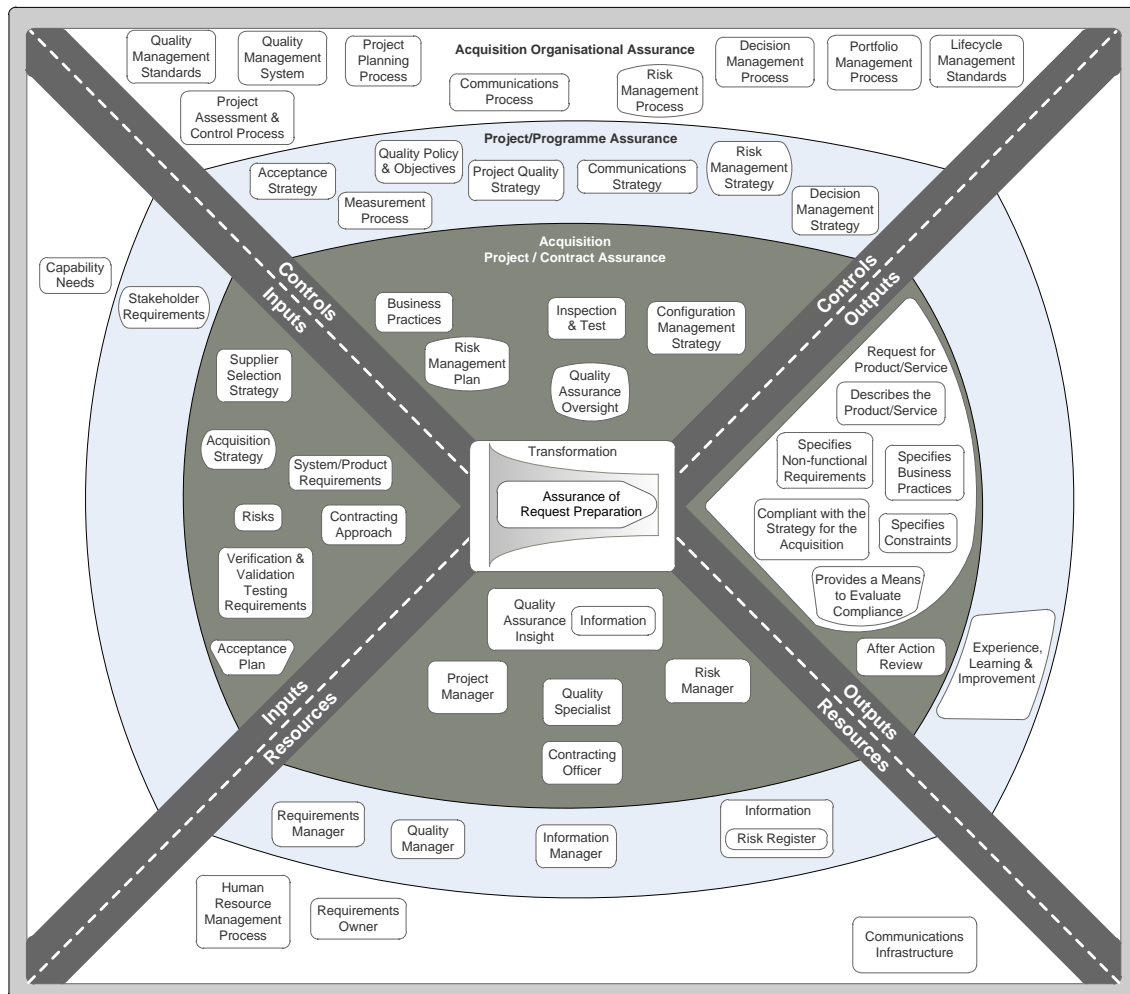 Acquisition Organisational Assurance
Quality
Management
Standards
Quality
Management
System
Project
Planning
Process
Communications
Process
Risk
Management
Process
Decision
Management
Process
Portfolio
Management
Process
Lifecycle
Management
Standards
Project
Assessment &
Control Process
Project/Programme Assurance
Acceptance
Strategy
Quality Policy
& Objectives
Measurement
Process
Project Quality
Strategy
Communications
Strategy
Risk
Management
Strategy
Decision
Management
Strategy
Acquisition
Project / Contract Assurance
Capability
Needs
Stakeholder
Requirements
Controls
Inputs
Controls
Outputs
Business
Practices
Risk
Management
Plan
Inspection
& Test
Configuration
Management
Strategy
Quality
Assurance
Oversight
Supplier
Selection
Strategy
Acquisition
Strategy
System/Product
Requirements
Risks
Contracting
Approach
Verification &
Validation
Testing
Requirements
Acceptance
Plan
Transformation
Assurance of
Request Preparation
Request for
Product/Service
Describes the
Product/Service
Specifies
Non-functional
Requirements
Specifies
Business
Practices
Compliant with the
Strategy for the
Acquisition
Specifies
Constraints
Provides a Means
to Evaluate
Compliance
After Action
Review
Experience,
Learning &
Improvement
Inputs
Resources
Outputs
Resources
Quality
Assurance
Insight
Information
Project
Manager
Quality
Specialist
Risk
Manager
Contracting
Officer
Requirements
Manager
Quality
Manager
Information
Manager
Information
Risk Register
Human
Resource
Management
Process
Requirements
Owner
Communications
Infrastructure